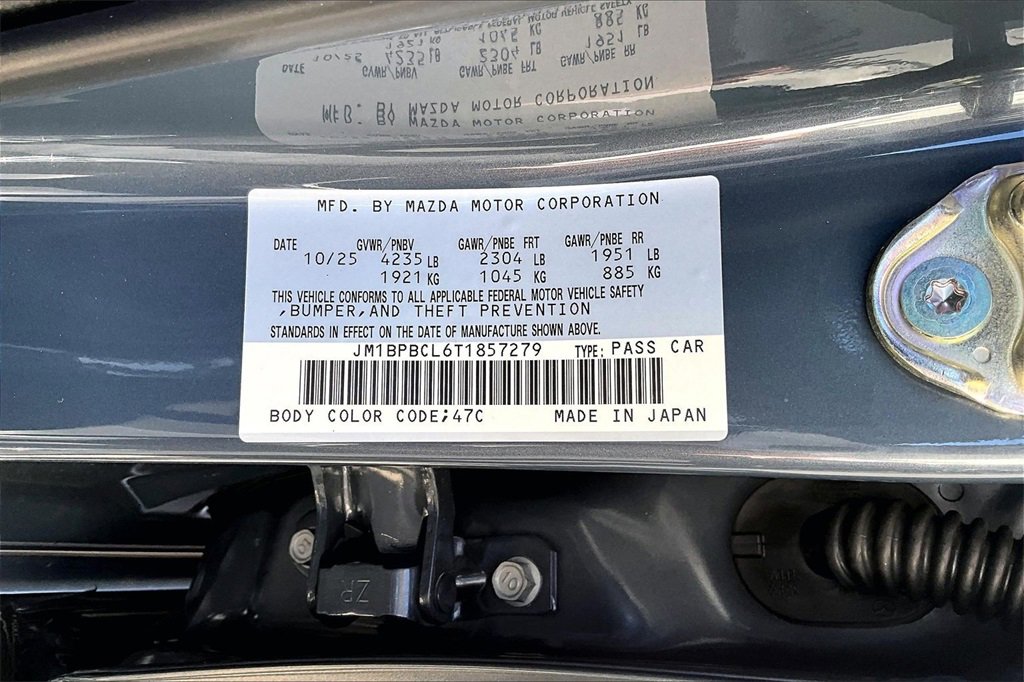 MFD. BY MAZDA MOTOR CORPORATION
DATE GVWR/PNBV GAWR/PNBE FRT GAWR/PNBE RR
10/25 4235 LB 2304 LB 1951 LB
1921 KG 1045 KG 885 KG
THIS VEHICLE CONFORMS TO ALL APPLICABLE FEDERAL MOTOR VEHICLE SAFETY
,BUMPER,AND THEFT PREVENTION
STANDARDS IN EFFECT ON THE DATE OF MANUFACTURE SHOWN ABOVE.
JM1BPBCL6T1857279 TYPE: PASS CAR
BODY COLOR CODE;47C MADE IN JAPAN
ZR